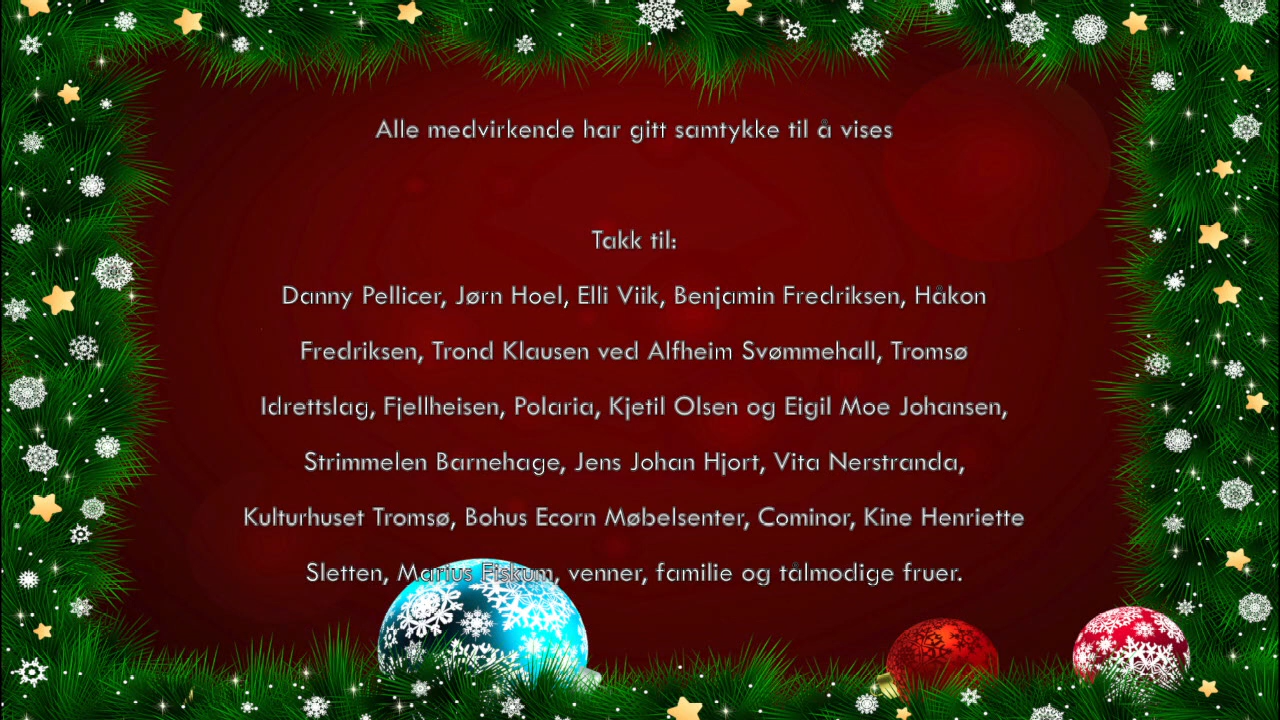 Alle medvirkende har gitt samtykke til å vises
Takk til:
Danny Pellicer, Jørn Hoel, Elli Viik, Benjamin Fredriksen, Håkon
Fredriksen, Trond Klausen ved Alfheim Svømmehall, Tromsø
Idrettslag, Fjellheisen, Polaria, Kjetil Olsen og Eigil Moe Johansen,
Strimmelen Barnehage, Jens Johan Hjort, Vita Nerstranda,
Kulturhuset Tromsø, Bohus Ecorn Møbelsenter, Cominor, Kine Henriette
Sletten, Marius Fiskum, venner, familie og tålmodige fruer.